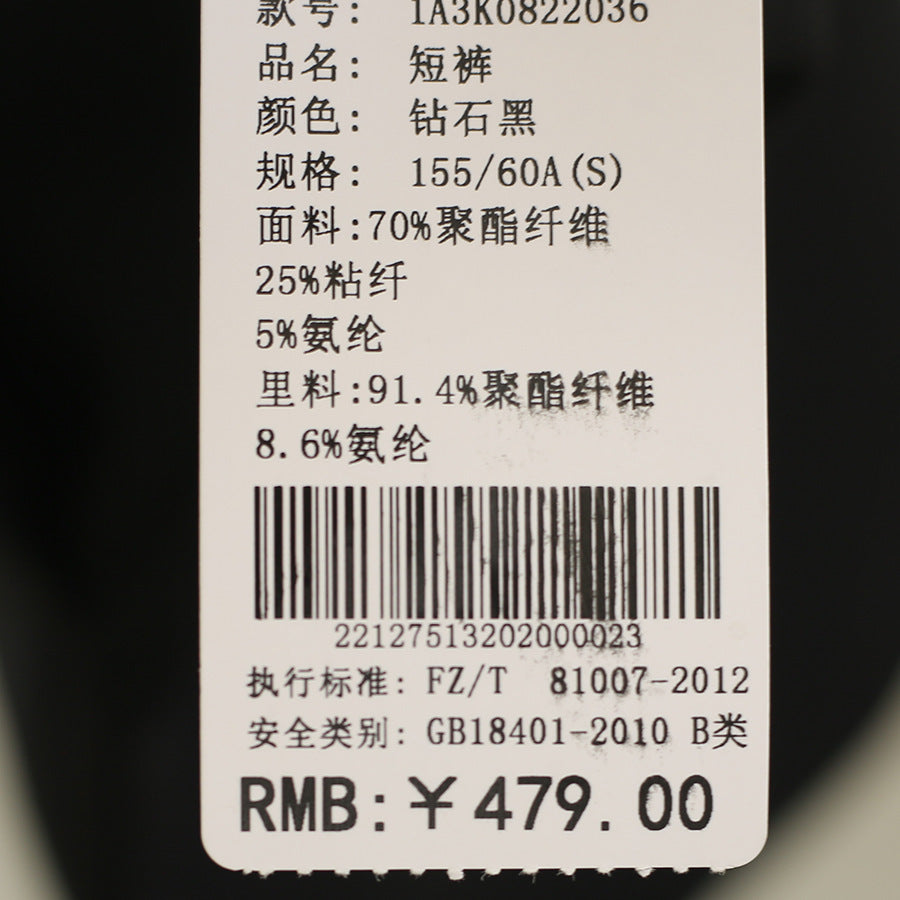 款号: 1A3K0822036
品名: 短裤
颜色: 钻石黑
规格: 155/60A(S)
面料:70%聚酯纤维
25%粘纤
5%氨纶
里料:91.4%聚酯纤维
8.6%氨纶
22127513202000023
执行标准: FZ/T 81007-2012
安全类别: GB18401-2010 B类
RMB:¥479.00